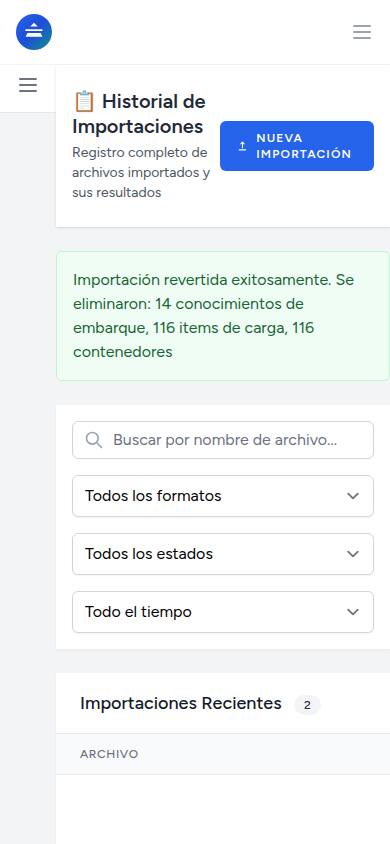 📋 Historial de
Importaciones
Registro completo de
archivos importados y
sus resultados
NUEVA
IMPORTACIÓN
Importación revertida exitosamente. Se
eliminaron: 14 conocimientos de
embarque, 116 items de carga, 116
contenedores
Buscar por nombre de archivo...
Todos los formatos
Todos los estados
Todo el tiempo
Importaciones Recientes 2
ARCHIVO